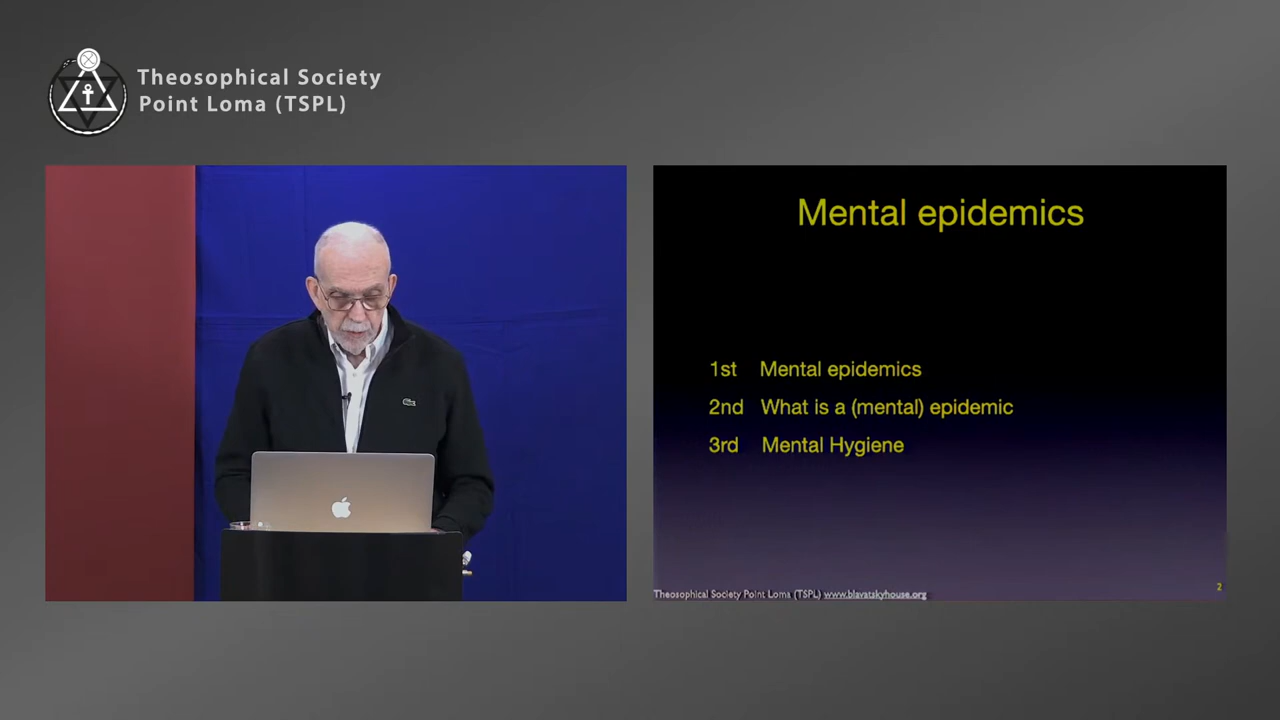 Theosophical Society
Point Loma (TSPL)
Mental epidemics
1st Mental epidemics
2nd What is a (mental) epidemic
3rd Mental Hygiene
Theosophical Society Point Loma (TSPL) www.blavatskyhouse.org
2